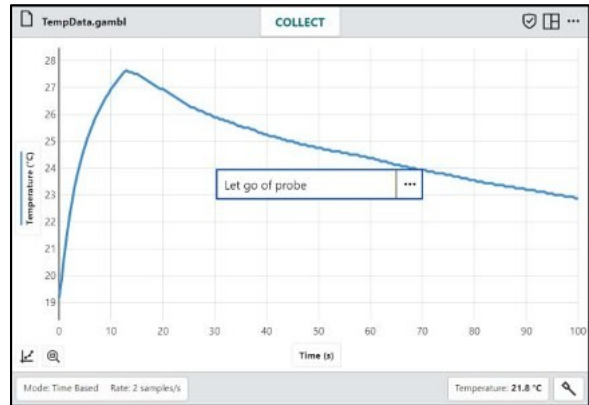 TempData.gambl
COLLECT
Temperature (°C)
28
27
26
25
24
23
22
21
20
19
Let go of probe
0 10 20 30 40 50 60 70 80 90 100
Time (s)
Mode: Time Based Rate: 2 samples/s
Temperature: 21.8 °C